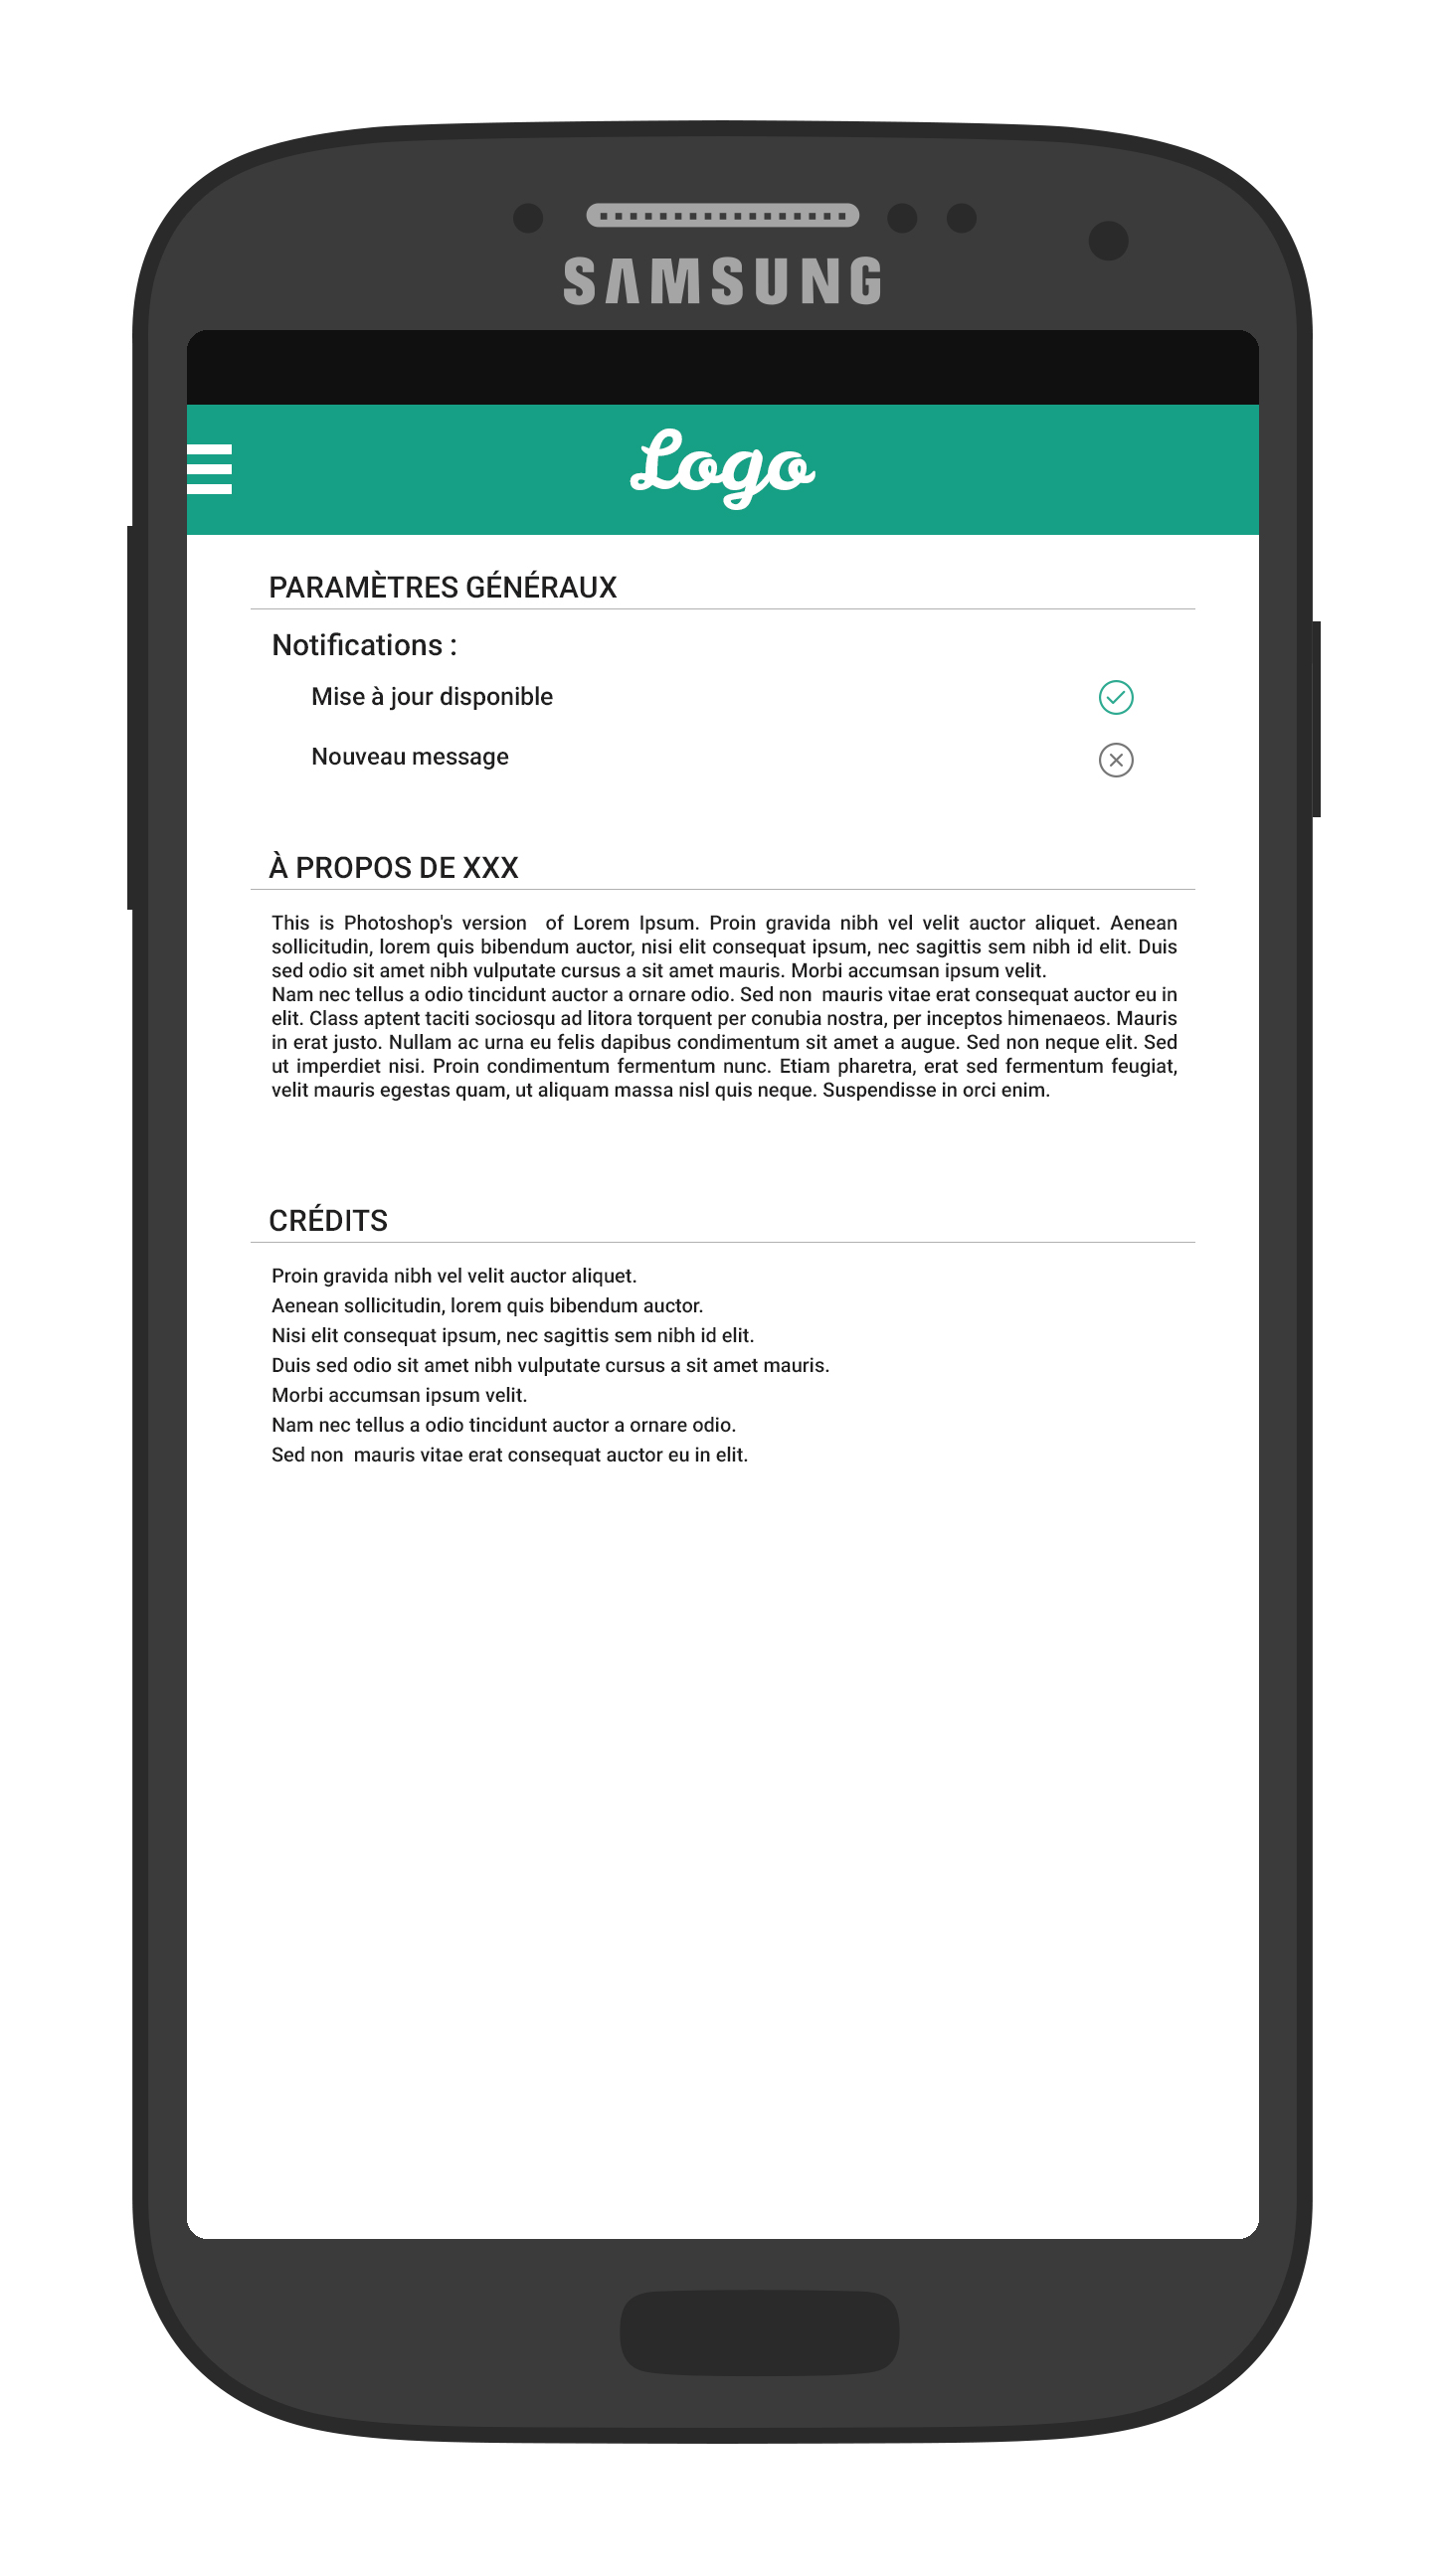 SAMSUNG
Logo
PARAMÈTRES GÉNÉRAUX
Notifications :
Mise à jour disponible
Nouveau message
À PROPOS DE XXX
This is Photoshop's version  of Lorem Ipsum. Proin gravida nibh vel velit auctor aliquet. Aenean
sollicitudin, lorem quis bibendum auctor, nisi elit consequat ipsum, nec sagittis sem nibh id elit. Duis
sed odio sit amet nibh vulputate cursus a sit amet mauris. Morbi accumsan ipsum velit.
Nam nec tellus a odio tincidunt auctor a ornare odio. Sed non  mauris vitae erat consequat auctor eu in
elit. Class aptent taciti sociosqu ad litora torquent per conubia nostra, per inceptos himenaeos. Mauris
in erat justo. Nullam ac urna eu felis dapibus condimentum sit amet a augue. Sed non neque elit. Sed
ut imperdiet nisi. Proin condimentum fermentum nunc. Etiam pharetra, erat sed fermentum feugiat,
velit mauris egestas quam, ut aliquam massa nisl quis neque. Suspendisse in orci enim.
CRÉDITS
Proin gravida nibh vel velit auctor aliquet.
Aenean sollicitudin, lorem quis bibendum auctor.
Nisi elit consequat ipsum, nec sagittis sem nibh id elit.
Duis sed odio sit amet nibh vulputate cursus a sit amet mauris.
Morbi accumsan ipsum velit.
Nam nec tellus a odio tincidunt auctor a ornare odio.
Sed non  mauris vitae erat consequat auctor eu in elit.